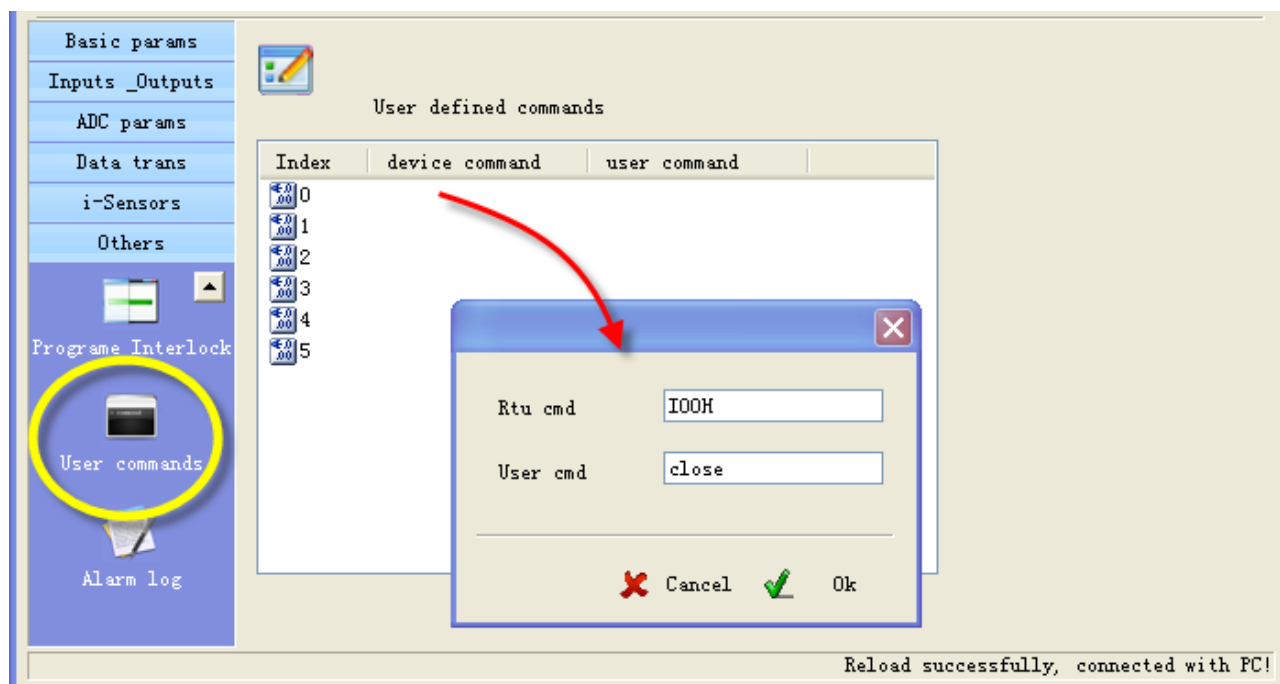 Basic params
Inputs _Outputs
ADC params
Data trans
i-Sensors
Others
Programe Interlock
User commands
Alarm log
User defined commands
Index device command user command
0
1
2
3
4
5
Rtu cmd IOOH
User cmd close
Cancel Ok
Reload successfully, connected with PC!